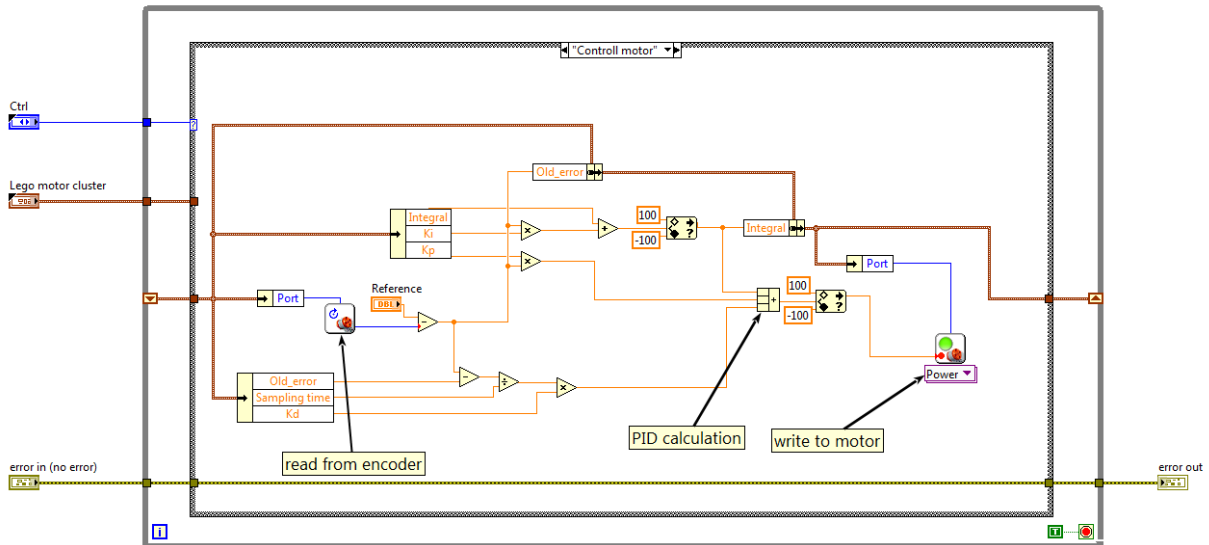 "Controll motor"
Ctrl
?
Lego motor cluster
Old_error
Integral
Ki
Kp
100
-100
?
Integral
Port
Port
Reference
DBL
-
+
100
-100
?
Old_error
Sampling time
Kd
Power
PID calculation
write to motor
read from encoder
error in (no error)
error out
i
T